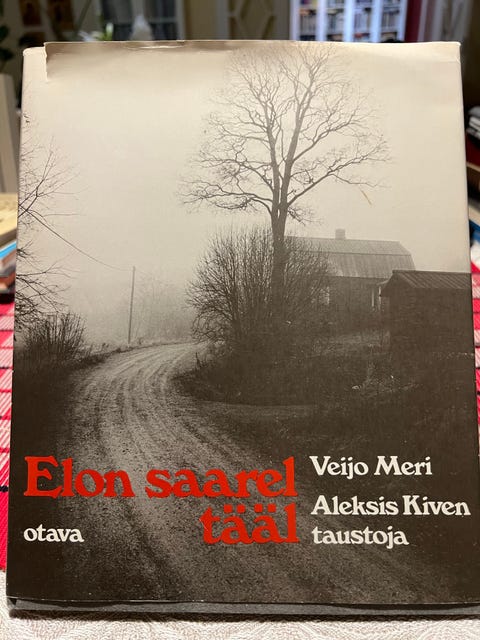 Elon saarel
tääl
Veijo Meri
Aleksis Kiven
taustoja
otava